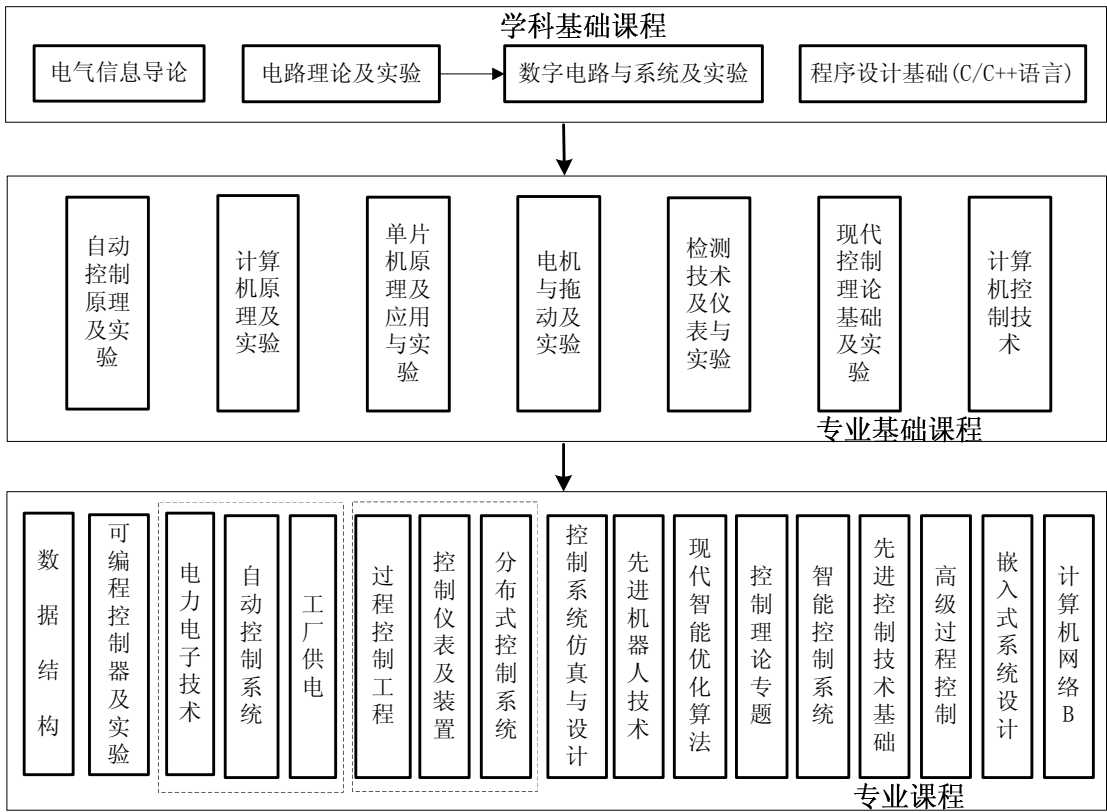 学科基础课程
电气信息导论
电路理论及实验
数字电路与系统及实验
程序设计基础(C/C++语言)
自动
控制
原理
及实
验
计算
机原
理及
实验
单片
机原
理及
应用
与实
验
电机
与拖
动及
实验
检测
技术
及仪
表与
实验
现代
控制
理论
基础
及实
验
计算
机控
制技
术
专业基础课程
数据结构
可编程控制器及实验
电力电子技术
自动控制系统
工厂供电
过程控制工程
控制仪表及装置
分布式控制系统
控制系统仿真与设计
先进机器人技术
现代智能优化算法
控制理论专题
智能控制系统
先进控制技术基础
高级过程控制
嵌入式系统设计
计算机网络B
专业课程